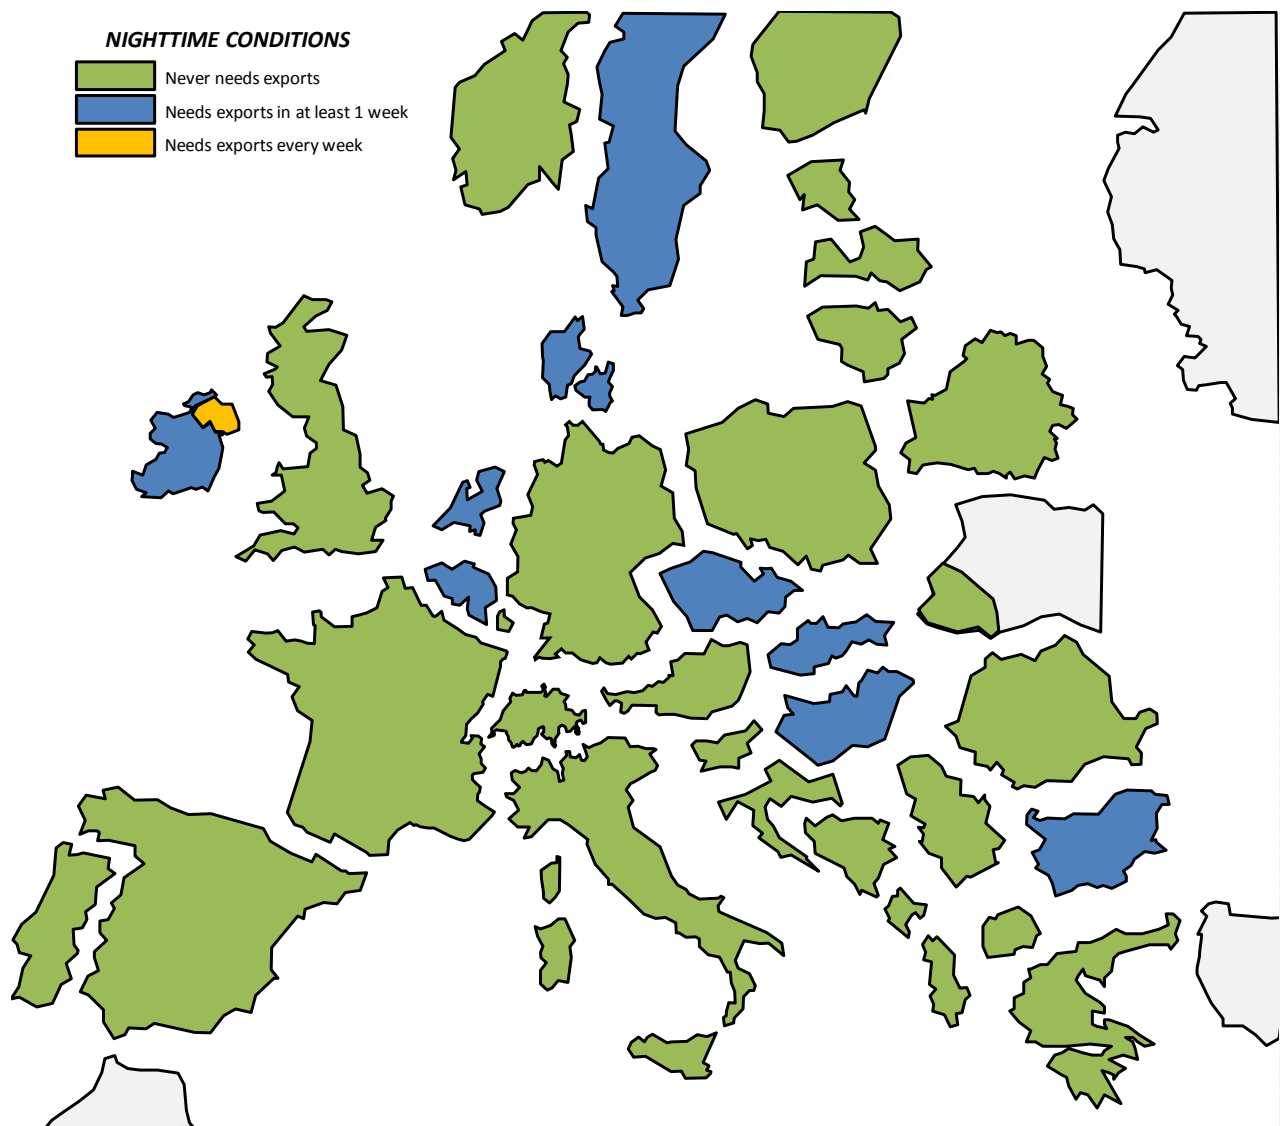 NIGHTTIME CONDITIONS
Never needs exports
Needs exports in at least 1 week
Needs exports every week